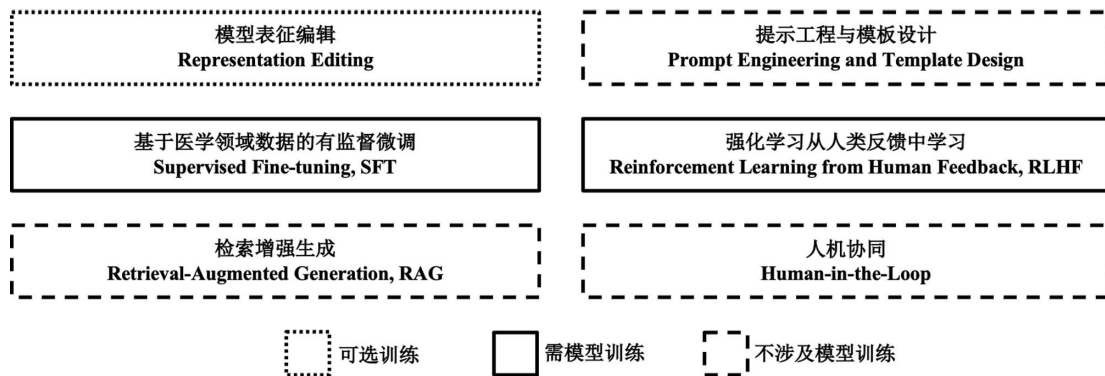 模型表征编辑
Representation Editing
提示工程与模板设计
Prompt Engineering and Template Design
基于医学领域数据的有监督微调
Supervised Fine-tuning, SFT
强化学习从人类反馈中学习
Reinforcement Learning from Human Feedback, RLHF
检索增强生成
Retrieval-Augmented Generation, RAG
人机协同
Human-in-the-Loop
可选训练
需模型训练
不涉及模型训练